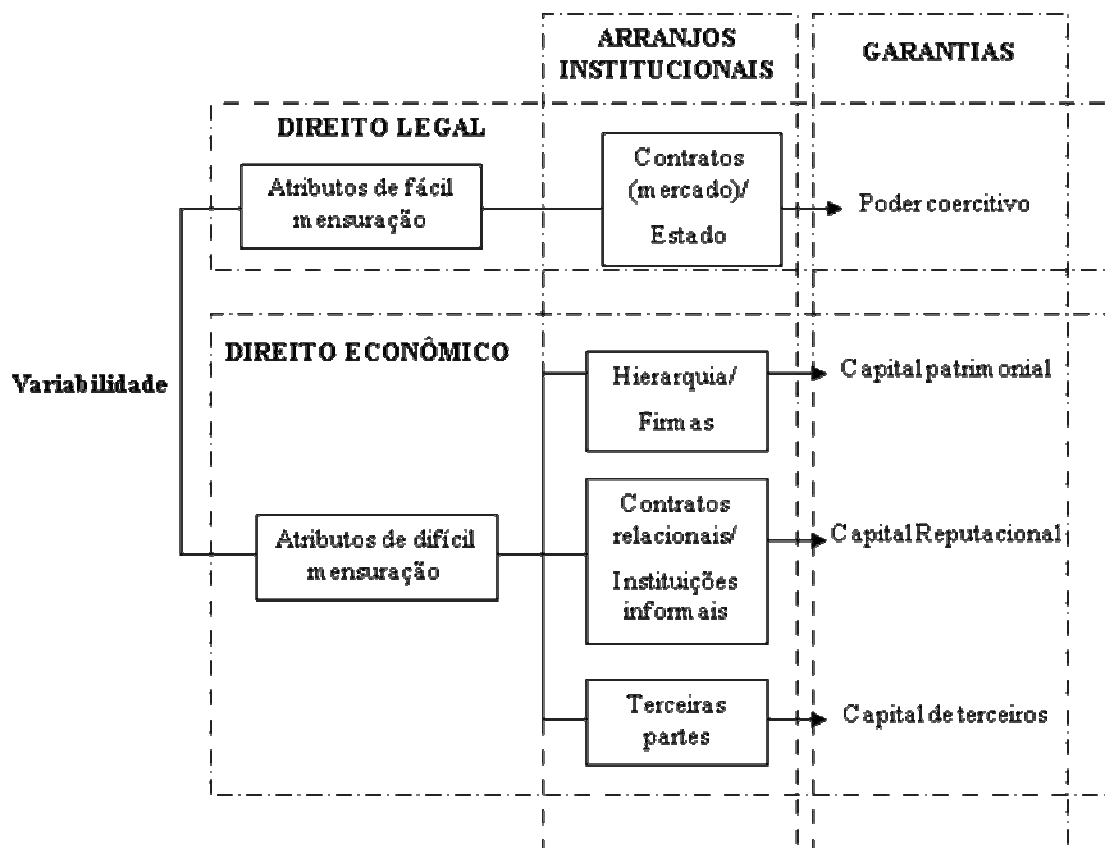 ARRANJOS
INSTITUCIONAIS
GARANTIAS
DIREITO LEGAL
Atributos de fácil
mensuração
Contratos
(mercado)/
Estado
Poder coercitivo
DIREITO ECONÔMICO
Variabilidade
Hierarquia/
Firmas
Capital patrimonial
Atributos de difícil
mensuração
Contratos
relacionais/
Instituições
informais
Capital Reputacional
Terceiras
partes
Capital de terceiros